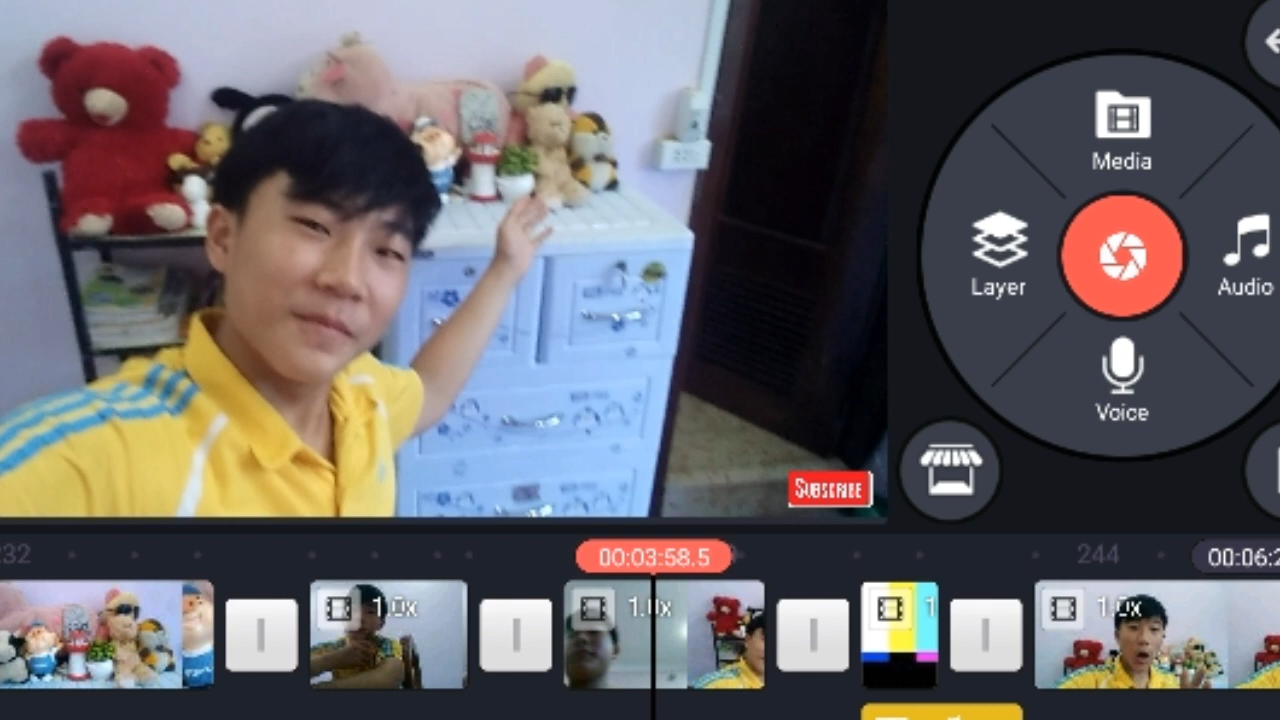 Media
Layer
Audio
Voice
SUBSCRIBE
232
00:03:58.5
244
00:06:2
1.0x
1.0x
1
1.0x